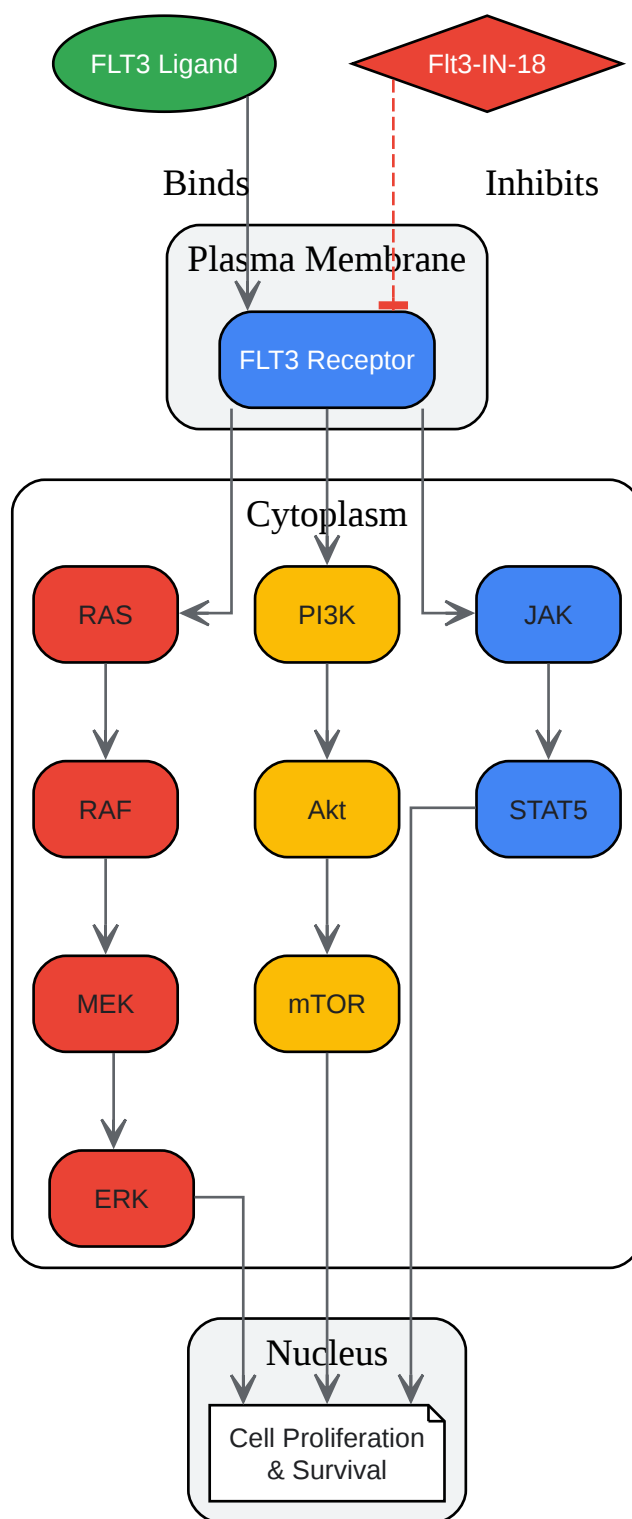 FLT3 Ligand
Flt3-IN-18
Binds
Inhibits
Plasma Membrane
FLT3 Receptor
Cytoplasm
RAS
PI3K
JAK
RAF
Akt
STAT5
MEK
mTOR
ERK
Nucleus
Cell Proliferation
& Survival